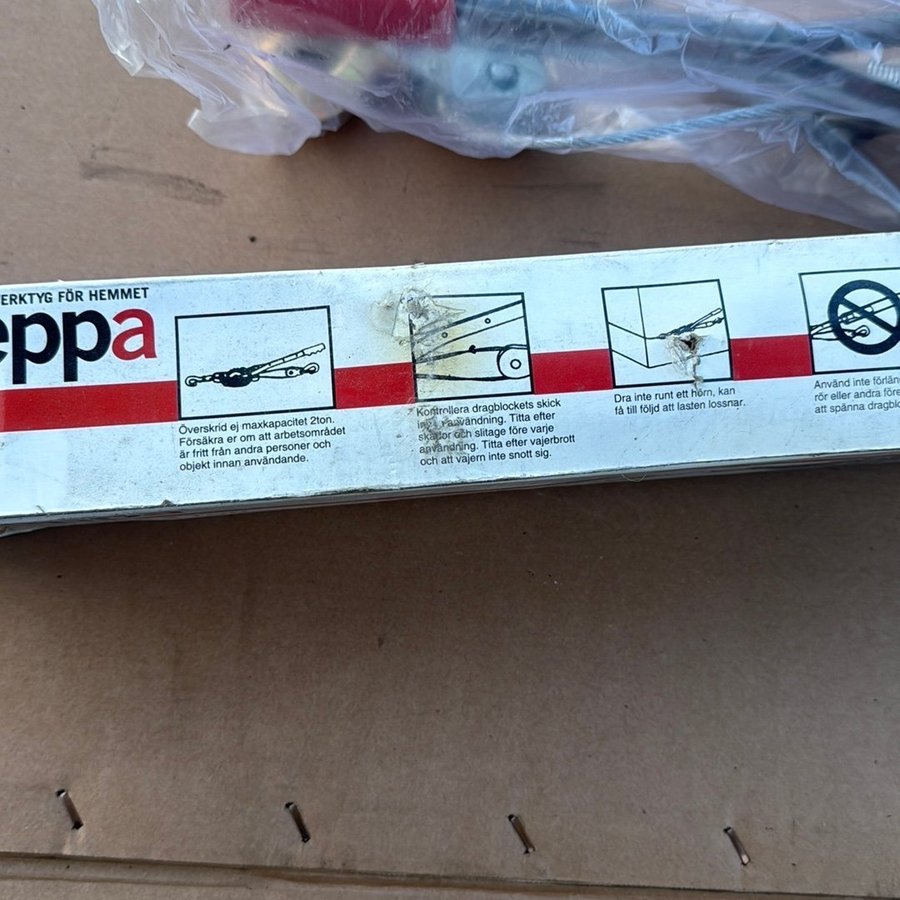 ERKTYG FÖR HEMMET
eppa
Överskrid ej maxkapacitet 2ton.
Försäkra er om att arbetsområdet
är fritt från andra personer och
objekt innan användande.
Kontrollera dragblockets skick
användning. Titta efter
skador och slitage före varje
användning. Titta efter vajerbrott
och att vajern inte snott sig.
Dra inte runt ett hörn, kan
få till följd att lasten lossnar.
Använd inte förlän
rör eller andra före
att spänna dragblo